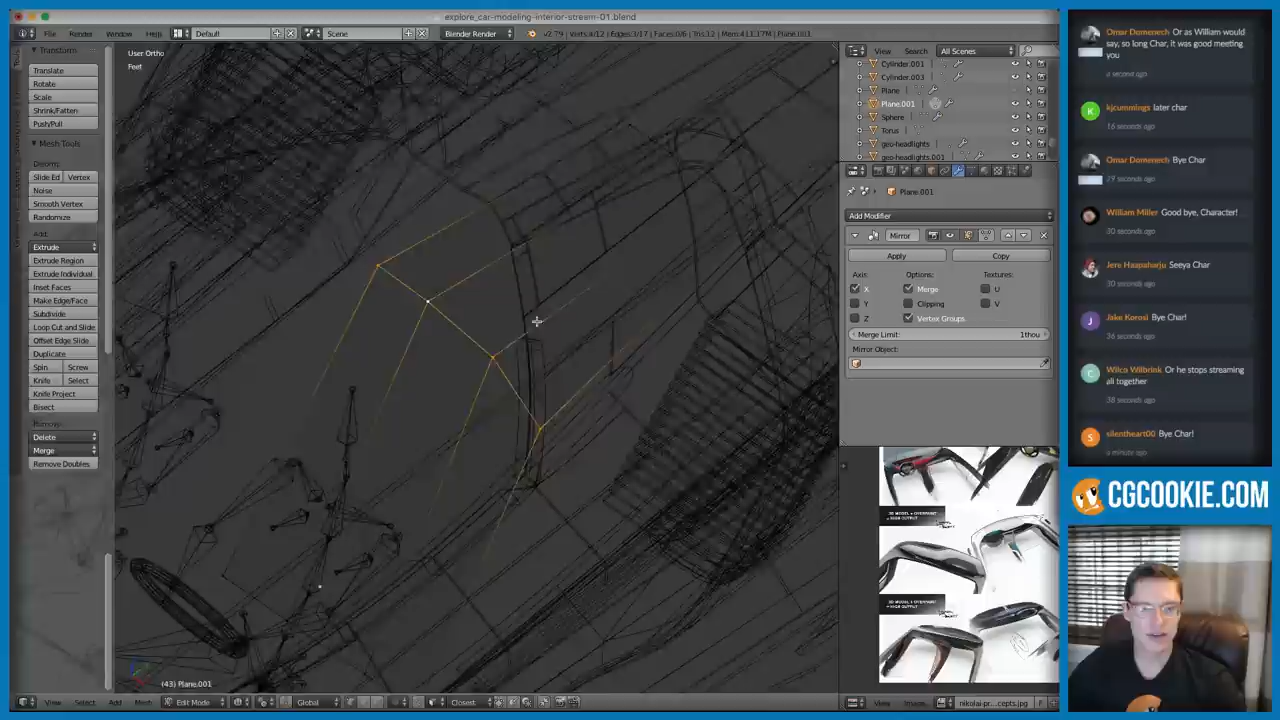 explore_car-modeling-interior-stream-01.blend
File Render Window Help Default Scene Blender Render
User Ortho
Feet
Transform
Translate
Rotate
Scale
Shrink/Fatten
Push/Pull
Mesh Tools
Deform:
Slide Ed Vertex
Noise
Smooth Vertex
Randomize
Add:
Extrude
Extrude Region
Extrude Individual
Inset Faces
Make Edge/Face
Subdivide
Loop Cut and Slide
Offset Edge Slide
Duplicate
Spin Screw
Knife Select
Knife Project
Bisect
Remove:
Delete
Merge
Remove Doubles
(43) Plane.001
View Select Add Mesh Edit Mode Global Closest
View Search All Scenes
Cylinder.001
Cylinder.003
Plane
Plane.001
Sphere
Torus
geo-headlights
geo-headlights.001
Plane.001
Add Modifier
Mirror
Apply Copy
Axis: Options: Textures:
X Merge U
Y Clipping V
Z Vertex Groups
Merge Limit: 1thou
Mirror Object:
View Image nikolai-pr...cepts.jpg F
Omar Domenech Or as William would
say, so long Char, it was good meeting
you
a second ago
kjcummings later char
16 seconds ago
Omar Domenech Bye Char
29 seconds ago
William Miller Good bye, Character!
30 seconds ago
Jere Haapaharju Seeya Char
30 seconds ago
Jake Korosi Bye Char!
36 seconds ago
Wilco Wilbrink Or he stops streaming
all together
38 seconds ago
silentheart00 Bye Char!
a minute ago
CGCOOKIE.COM